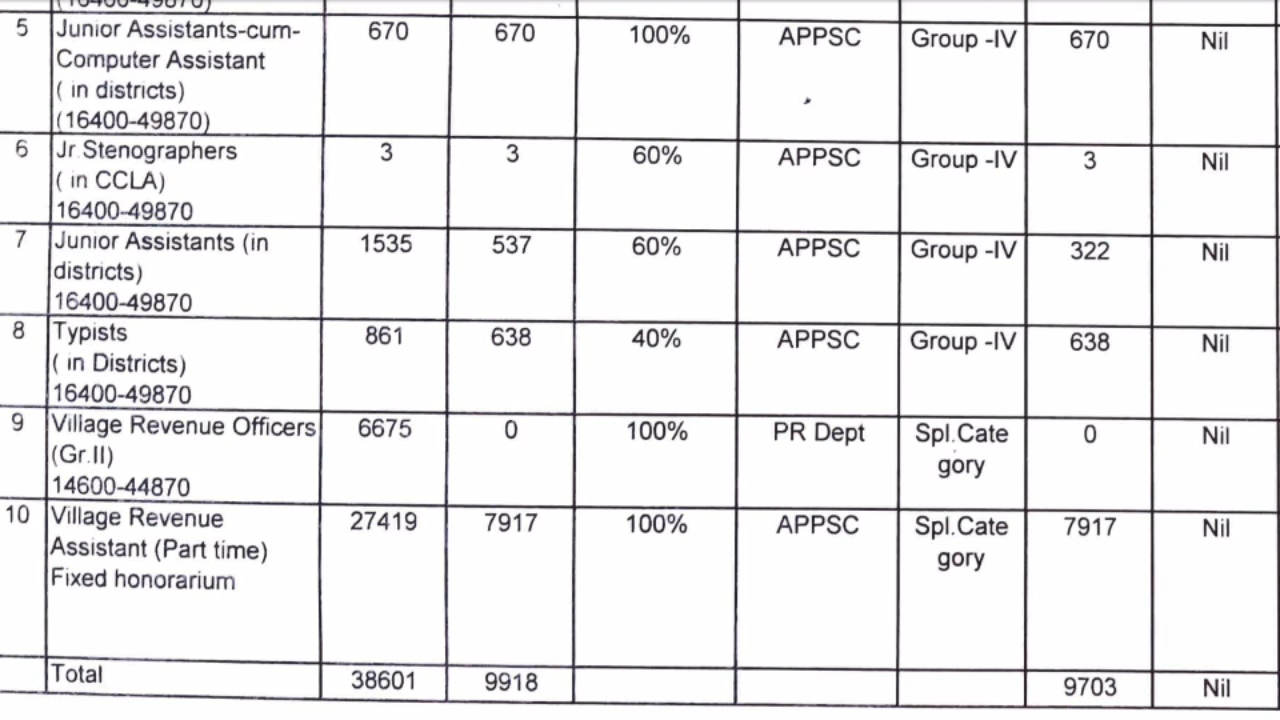 (16400-49870)
5 Junior Assistants-cum- 670 670 100% APPSC Group -IV 670 Nil
Computer Assistant
( in districts)
(16400-49870)
6 Jr.Stenographers 3 3 60% APPSC Group -IV 3 Nil
( in CCLA)
16400-49870
7 Junior Assistants (in 1535 537 60% APPSC Group -IV 322 Nil
districts)
16400-49870
8 Typists 861 638 40% APPSC Group -IV 638 Nil
( in Districts)
16400-49870
9 Village Revenue Officers 6675 0 100% PR Dept Spl.Cate 0 Nil
(Gr.II) gory
14600-44870
10 Village Revenue 27419 7917 100% APPSC Spl.Cate 7917 Nil
Assistant (Part time) gory
Fixed honorarium
Total 38601 9918 9703 Nil